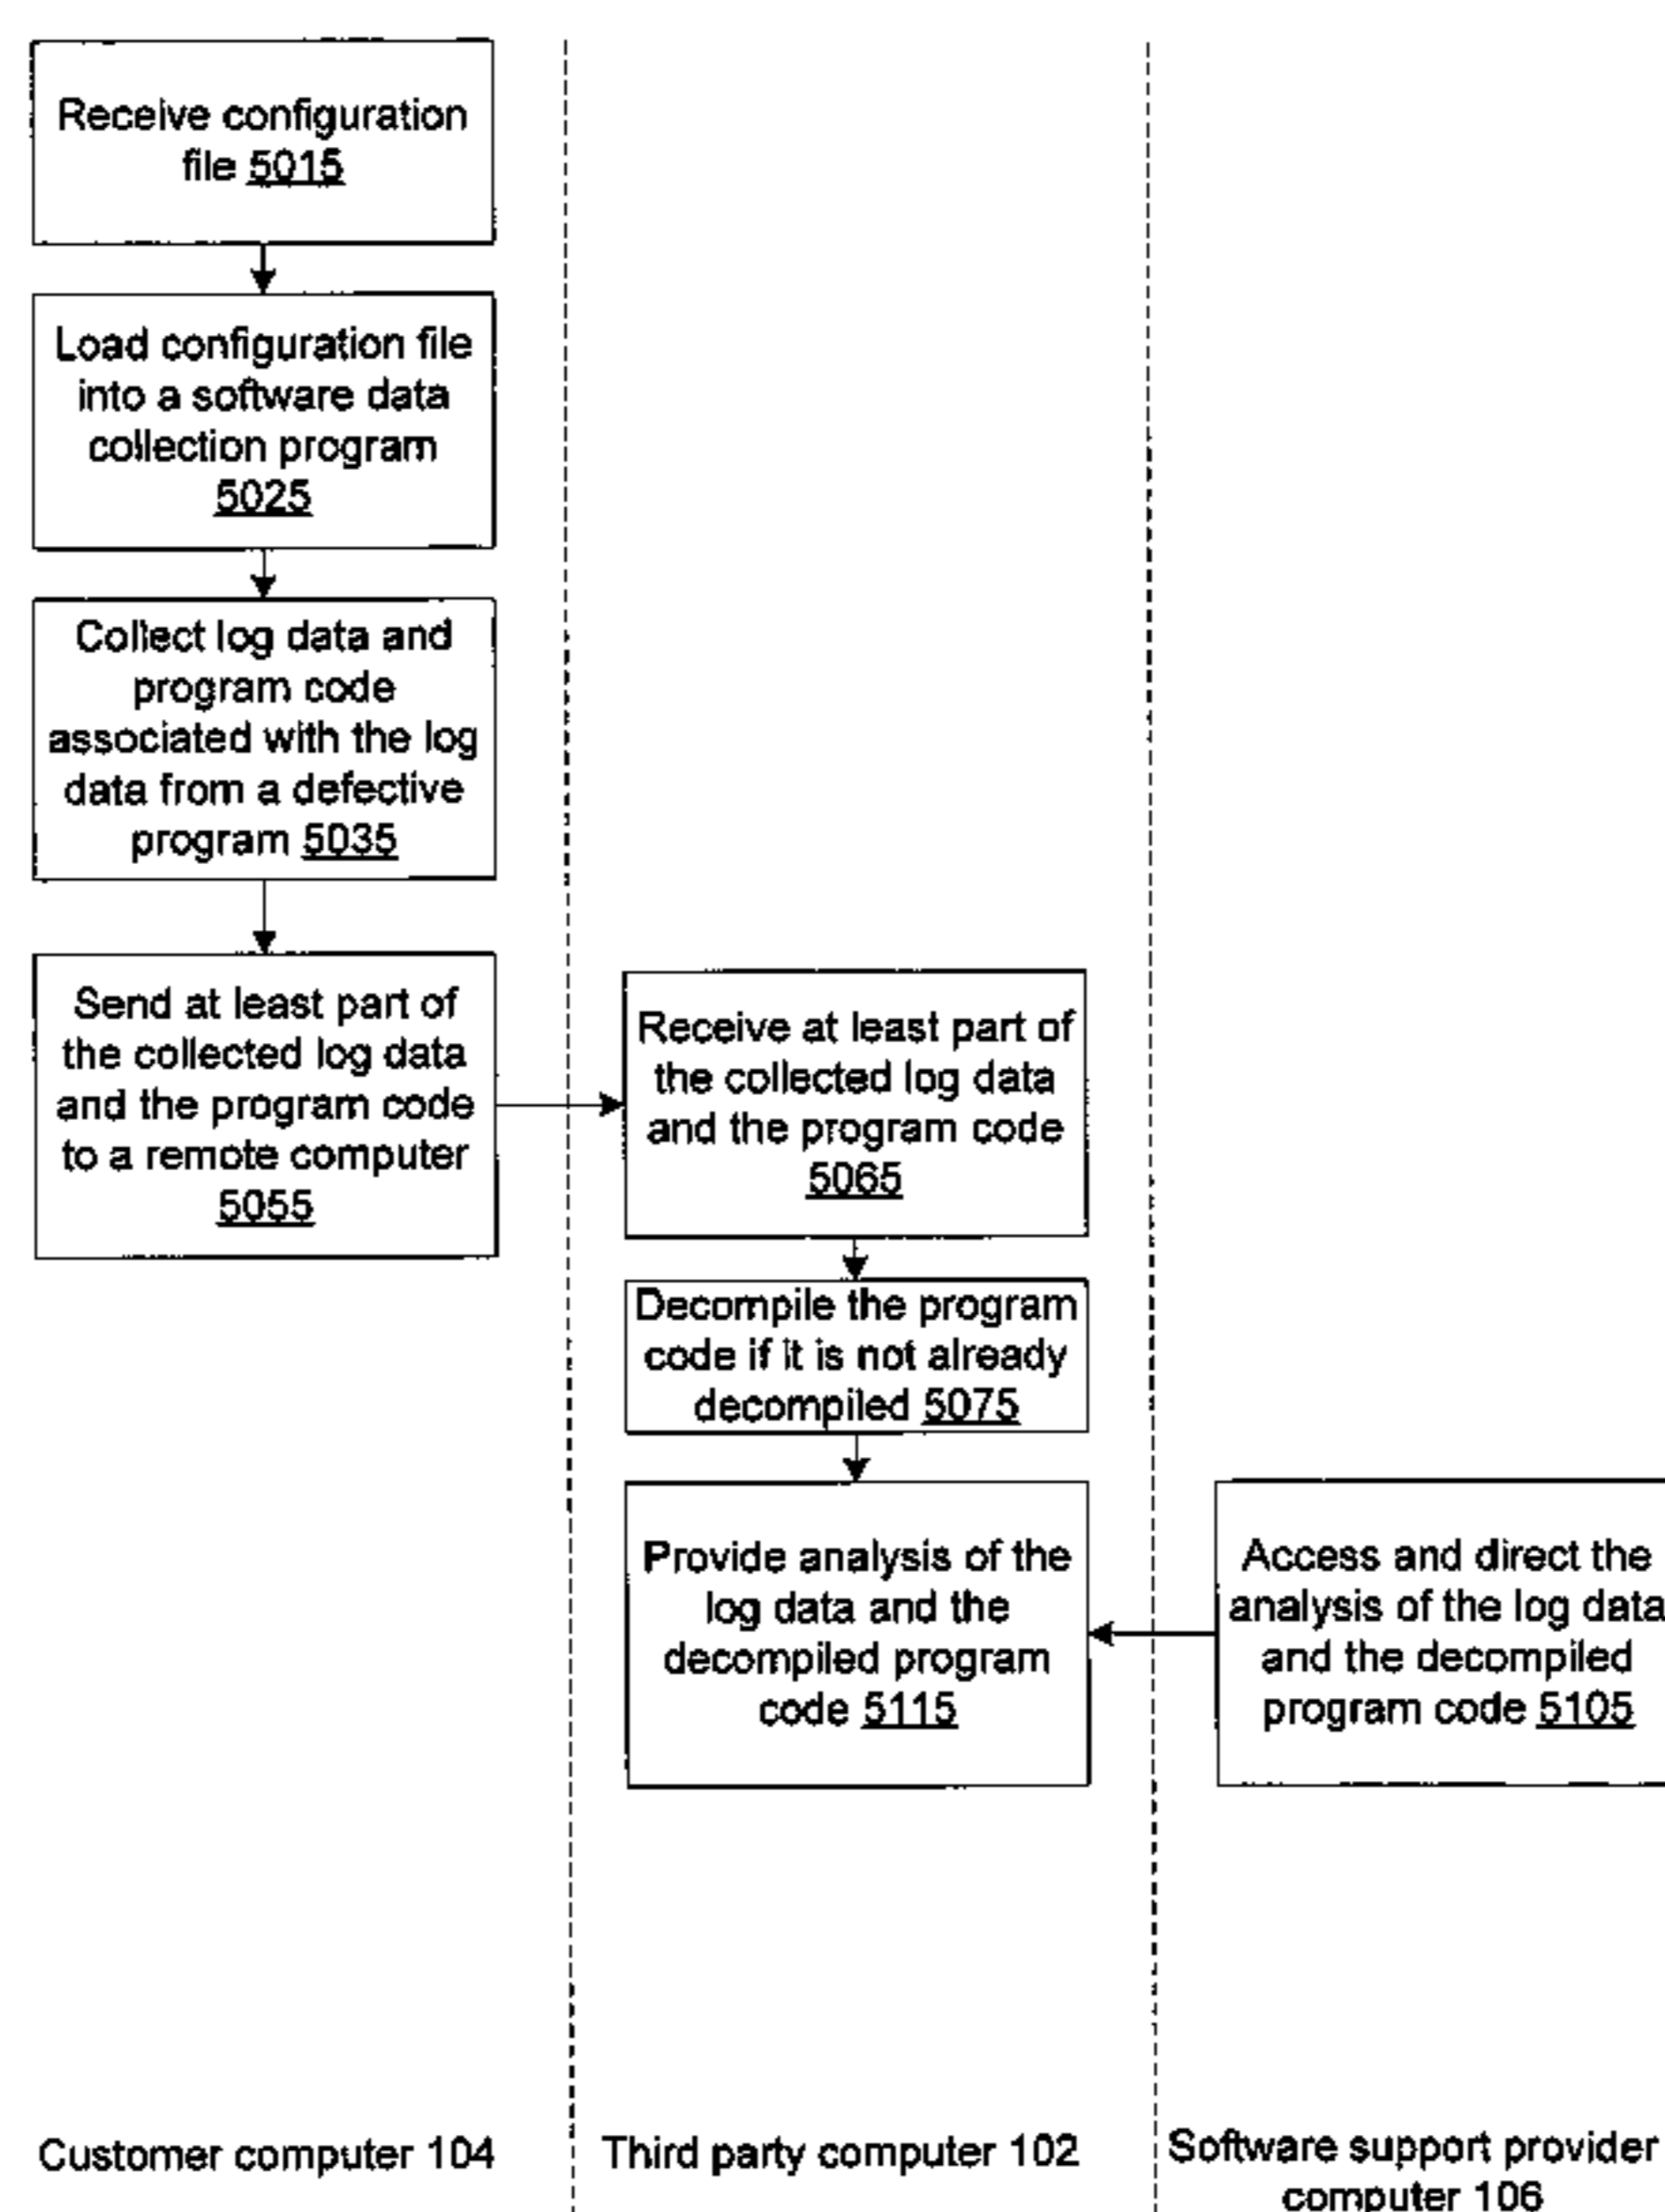 Receive configuration
file 5015
Load configuration file
into a software data
collection program
5025
Collect log data and
program code
associated with the log
data from a defective
program 5035
Send at least part of
the collected log data
and the program code
to a remote computer
5055
Receive at least part of
the collected log data
and the program code
5065
Decompile the program
code if it is not already
decompiled 5075
Provide analysis of the
log data and the
decompiled program
code 5115
Access and direct the
analysis of the log data
and the decompiled
program code 5105
Customer computer 104
Third party computer 102
Software support provider
computer 106